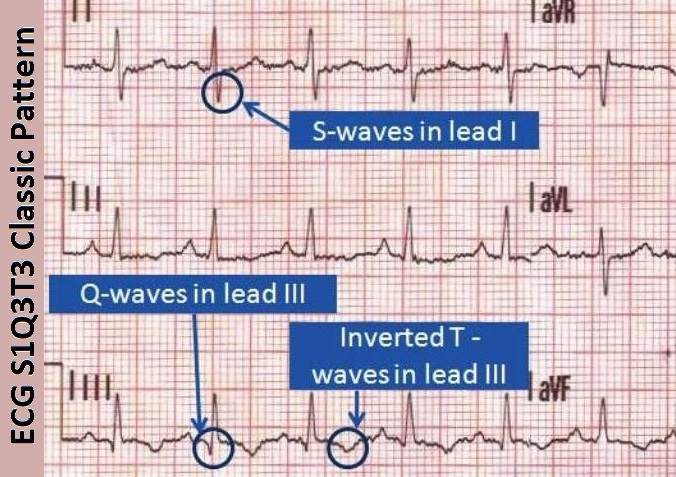 ECG S1Q3T3 Classic Pattern
I
aVR
S-waves in lead I
II
aVL
Q-waves in lead III
Inverted T -
waves in lead III
III
aVF